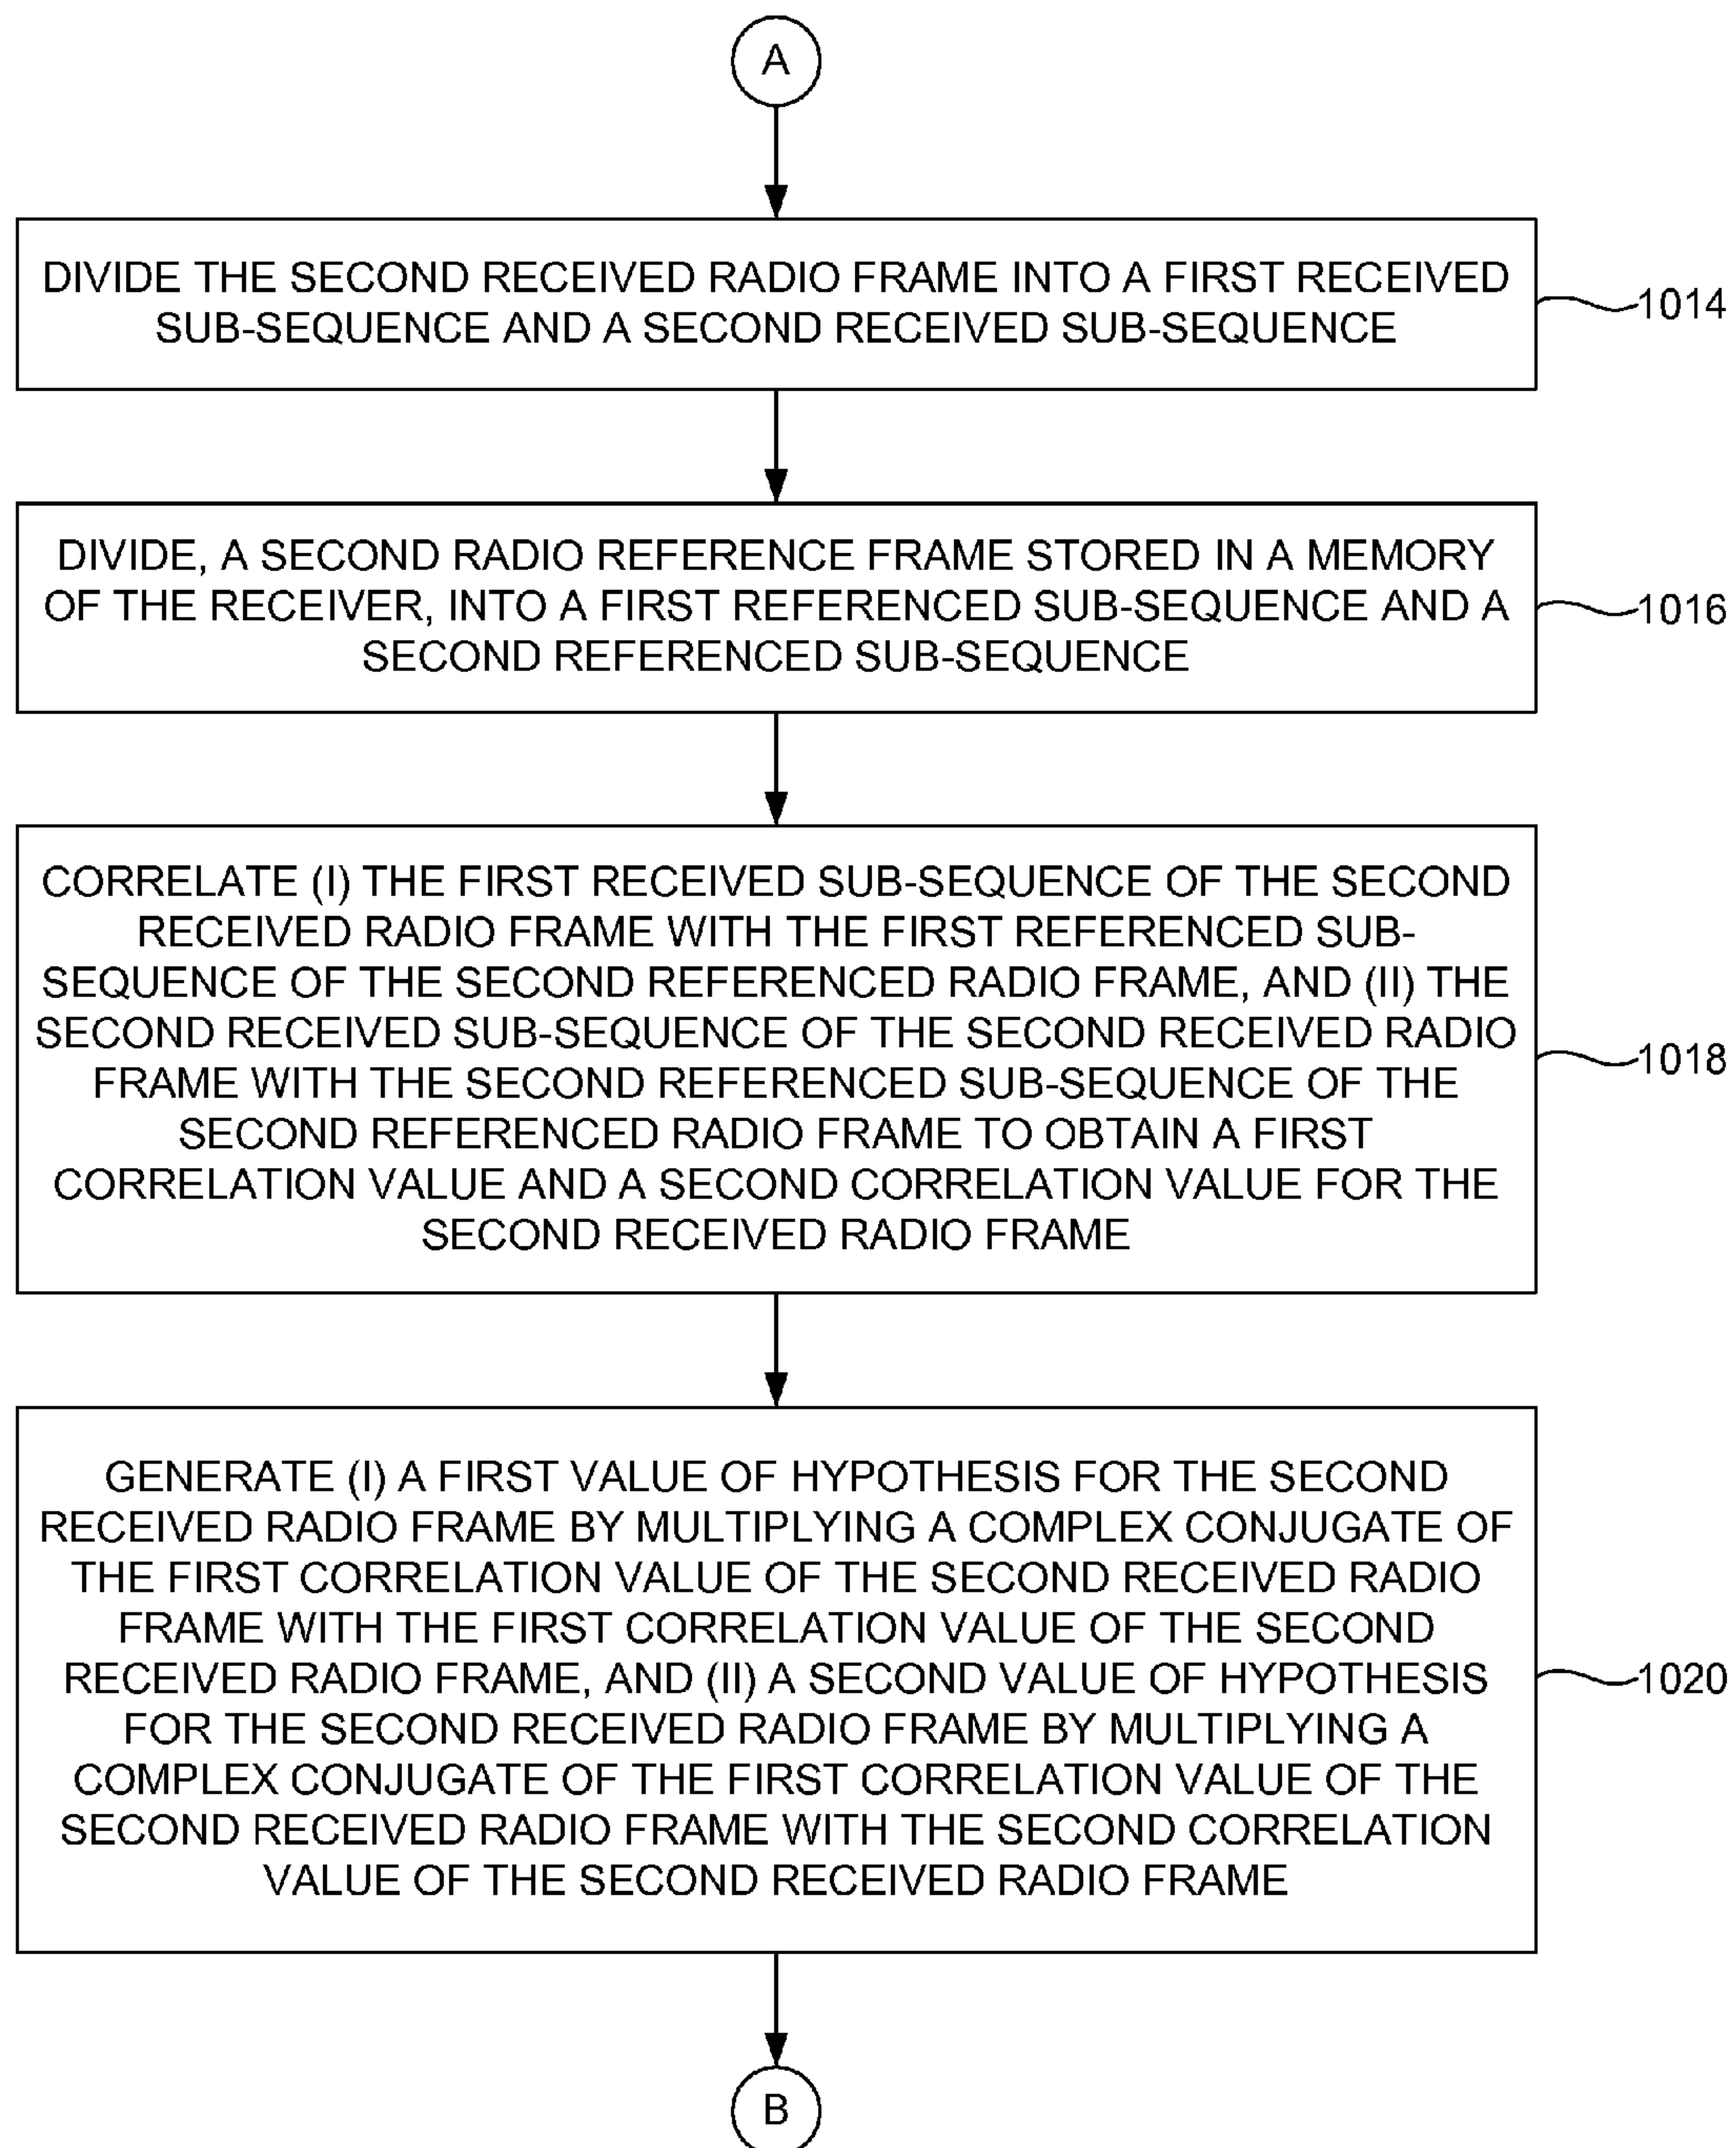 A
DIVIDE THE SECOND RECEIVED RADIO FRAME INTO A FIRST RECEIVED
SUB-SEQUENCE AND A SECOND RECEIVED SUB-SEQUENCE
1014
DIVIDE, A SECOND RADIO REFERENCE FRAME STORED IN A MEMORY
OF THE RECEIVER, INTO A FIRST REFERENCED SUB-SEQUENCE AND A
SECOND REFERENCED SUB-SEQUENCE
1016
CORRELATE (I) THE FIRST RECEIVED SUB-SEQUENCE OF THE SECOND
RECEIVED RADIO FRAME WITH THE FIRST REFERENCED SUB-
SEQUENCE OF THE SECOND REFERENCED RADIO FRAME, AND (II) THE
SECOND RECEIVED SUB-SEQUENCE OF THE SECOND RECEIVED RADIO
FRAME WITH THE SECOND REFERENCED SUB-SEQUENCE OF THE
SECOND REFERENCED RADIO FRAME TO OBTAIN A FIRST
CORRELATION VALUE AND A SECOND CORRELATION VALUE FOR THE
SECOND RECEIVED RADIO FRAME
1018
GENERATE (I) A FIRST VALUE OF HYPOTHESIS FOR THE SECOND
RECEIVED RADIO FRAME BY MULTIPLYING A COMPLEX CONJUGATE OF
THE FIRST CORRELATION VALUE OF THE SECOND RECEIVED RADIO
FRAME WITH THE FIRST CORRELATION VALUE OF THE SECOND
RECEIVED RADIO FRAME, AND (II) A SECOND VALUE OF HYPOTHESIS
FOR THE SECOND RECEIVED RADIO FRAME BY MULTIPLYING A
COMPLEX CONJUGATE OF THE FIRST CORRELATION VALUE OF THE
SECOND RECEIVED RADIO FRAME WITH THE SECOND CORRELATION
VALUE OF THE SECOND RECEIVED RADIO FRAME
1020
B